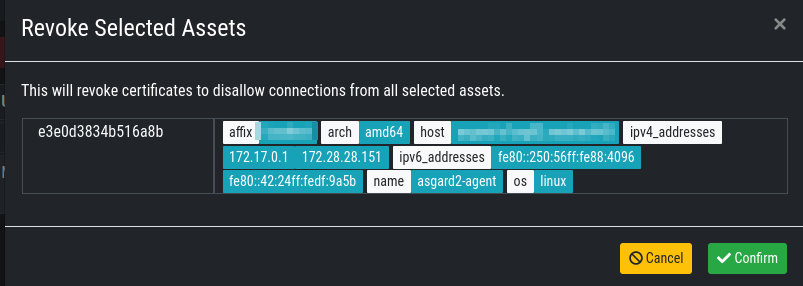 Revoke Selected Assets ×
This will revoke certificates to disallow connections from all selected assets.
e3e0d3834b516a8b affix arch amd64 host ipv4_addresses
172.17.0.1 172.28.28.151 ipv6_addresses fe80::250:56ff:fe88:4096
fe80::42:24ff:fedf:9a5b name asgard2-agent os linux
Cancel Confirm